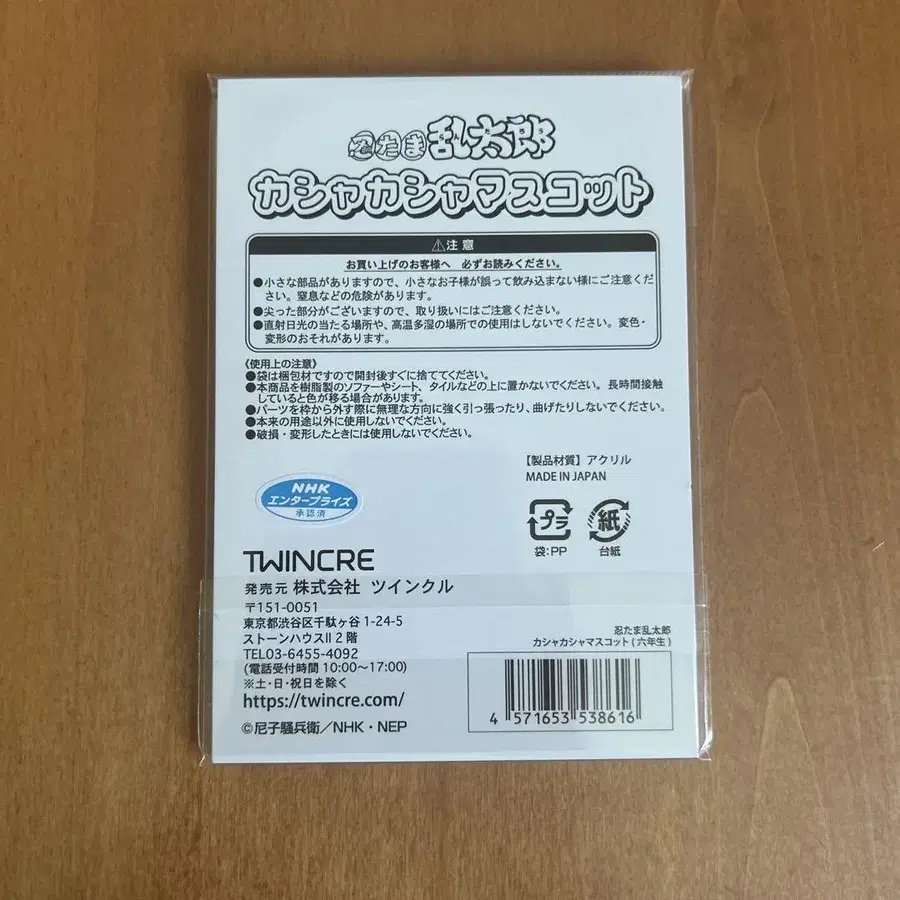 忍たま乱太郎
カシャカシャマスコット
⚠注意
お買い上げのお客様へ 必ずお読みください。
●小さな部品がありますので、小さなお子様が誤って飲み込まない様にご注意くだ
さい。窒息などの危険があります。
●尖った部分がございますので、取り扱いにはご注意ください。
●直射日光の当たる場所や、高温多湿の場所での使用はしないでください。変色・
変形のおそれがあります。
《使用上の注意》
●袋は梱包材ですので開封後すぐに捨ててください。
●本商品を樹脂製のソファーやシート、タイルなどの上に置かないでください。長時間接触
していると色が移る場合があります。
●パーツを枠から外す際に無理な方向に強く引っ張ったり、曲げたりしないでください。
●本来の用途以外に使用しないでください。
●破損・変形したときには使用しないでください。
【製品材質】アクリル
MADE IN JAPAN
NHK
エンタープライズ
承認済
プラ
紙
袋:PP
台紙
TWINCRE
発売元 株式会社 ツインクル
〒151-0051
東京都渋谷区千駄ヶ谷 1-24-5
ストーンハウスⅡ 2 階
TEL03-6455-4092
(電話受付時間 10:00〜17:00)
※土・日・祝日を除く
https://twincre.com/
©尼子騒兵衛/NHK・NEP
忍たま乱太郎
カシャカシャマスコット(六年生)
4 571653 538616